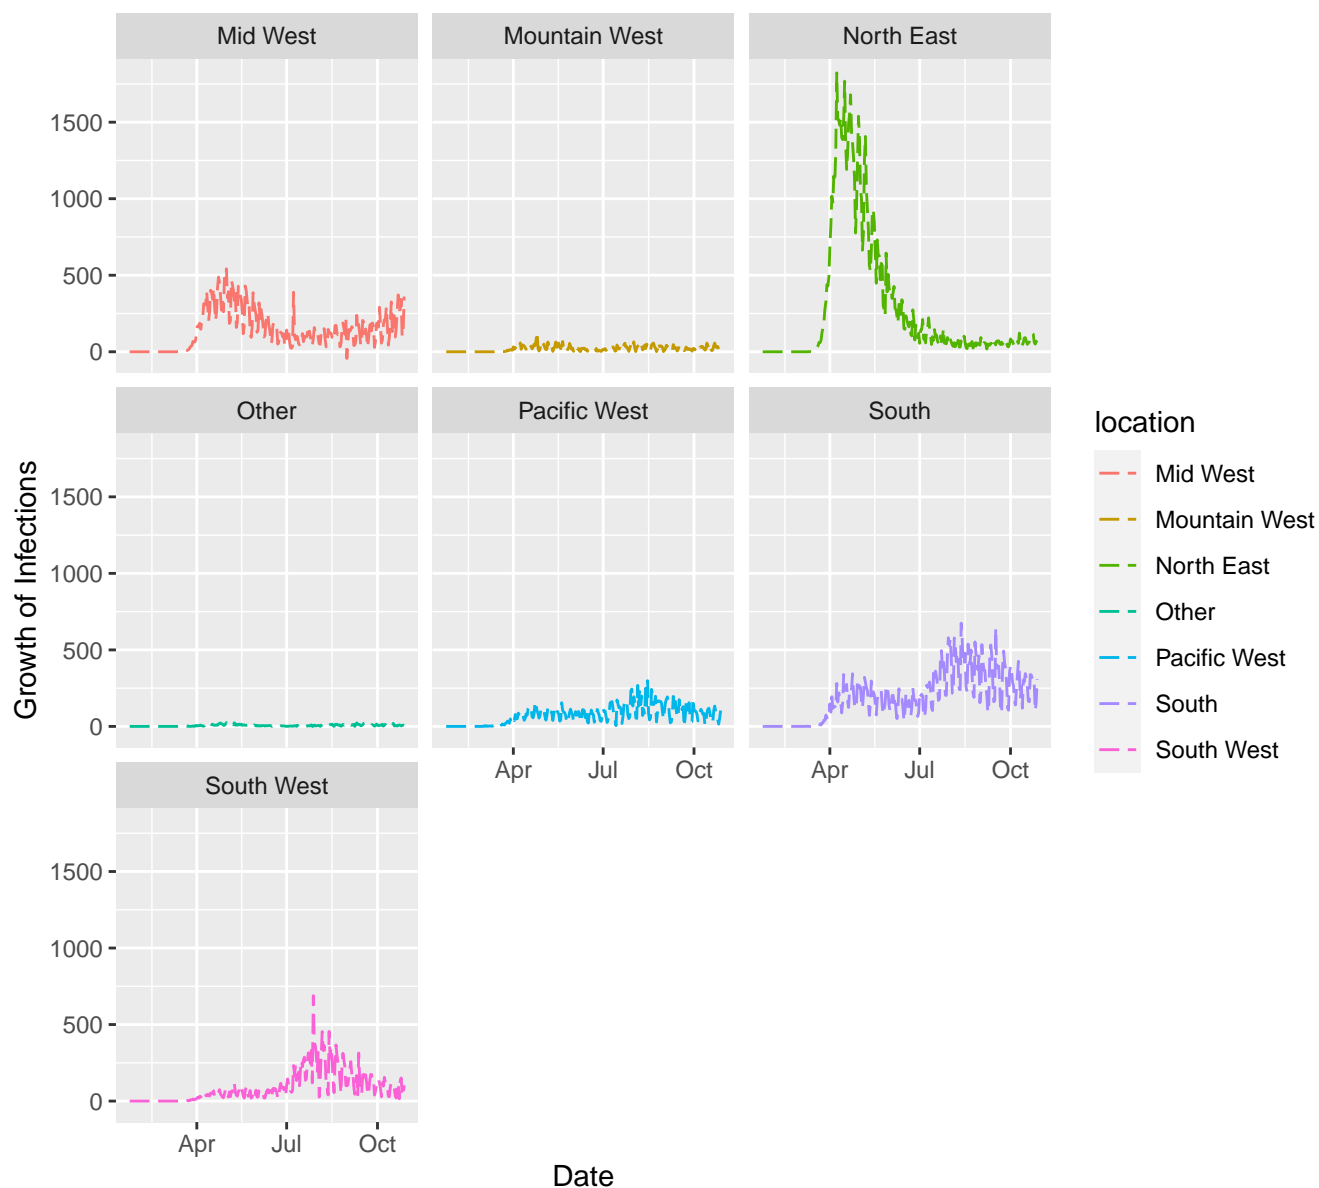 Mid West
Mountain West
North East
1500
1000
500
0
Other
Pacific West
South
1500
1000
500
0
Apr
Jul
Oct
Apr
Jul
Oct
South West
1500
1000
500
0
Apr
Jul
Oct
Growth of Infections
Date
location
Mid West
Mountain West
North East
Other
Pacific West
South
South West